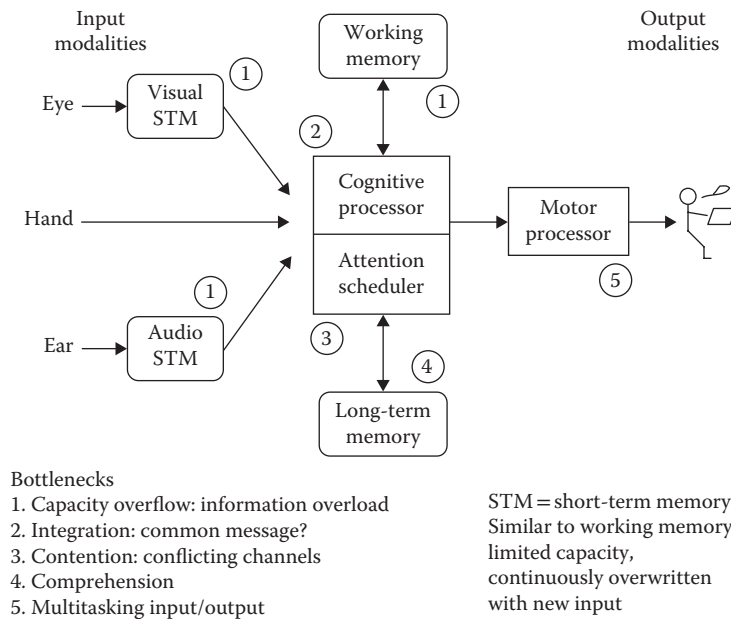 Input
modalities
Output
modalities
Working
memory
1
1
Eye
Visual
STM
2
Cognitive
processor
Hand
Motor
processor
Attention
scheduler
5
1
3
Ear
Audio
STM
4
Long-term
memory
Bottlenecks
1. Capacity overflow: information overload
2. Integration: common message?
3. Contention: conflicting channels
4. Comprehension
5. Multitasking input/output
STM = short-term memory
Similar to working memory
limited capacity,
continuously overwritten
with new input